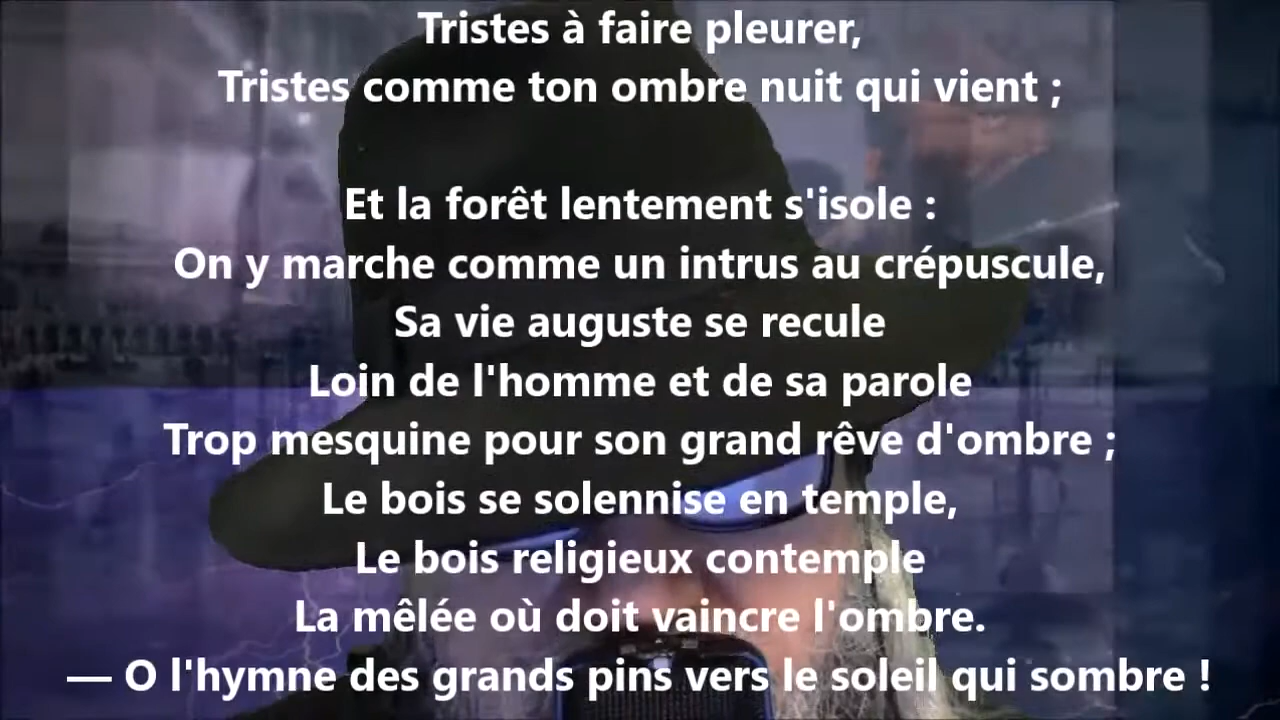 Tristes à faire pleurer,
Tristes comme ton ombre nuit qui vient ;
Et la forêt lentement s'isole :
On y marche comme un intrus au crépuscule,
Sa vie auguste se recule
Loin de l'homme et de sa parole
Trop mesquine pour son grand rêve d'ombre ;
Le bois se solennise en temple,
Le bois religieux contemple
La mêlée où doit vaincre l'ombre.
— O l'hymne des grands pins vers le soleil qui sombre !